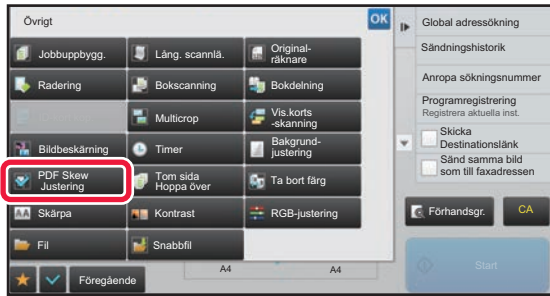 Övrigt
OK
Jobbuppbygg.
Lång. scannlä.
Original-
räknare
Radering
Bokscanning
Bokdelning
Multicrop
Vis.korts
-skanning
Bildbeskärning
Timer
Bakgrund-
justering
PDF Skew
Justering
Tom sida
Hoppa över
Ta bort färg
AA Skärpa
Kontrast
RGB-justering
Fil
Snabbfil
Föregående
A4
A4
Global adressökning
Sändningshistorik
Anropa sökningsnummer
Programregistrering
Registrera aktuella inst.
Skicka
Destinationslänk
Sänd samma bild
som till faxadressen
Förhandsgr.
CA
Start